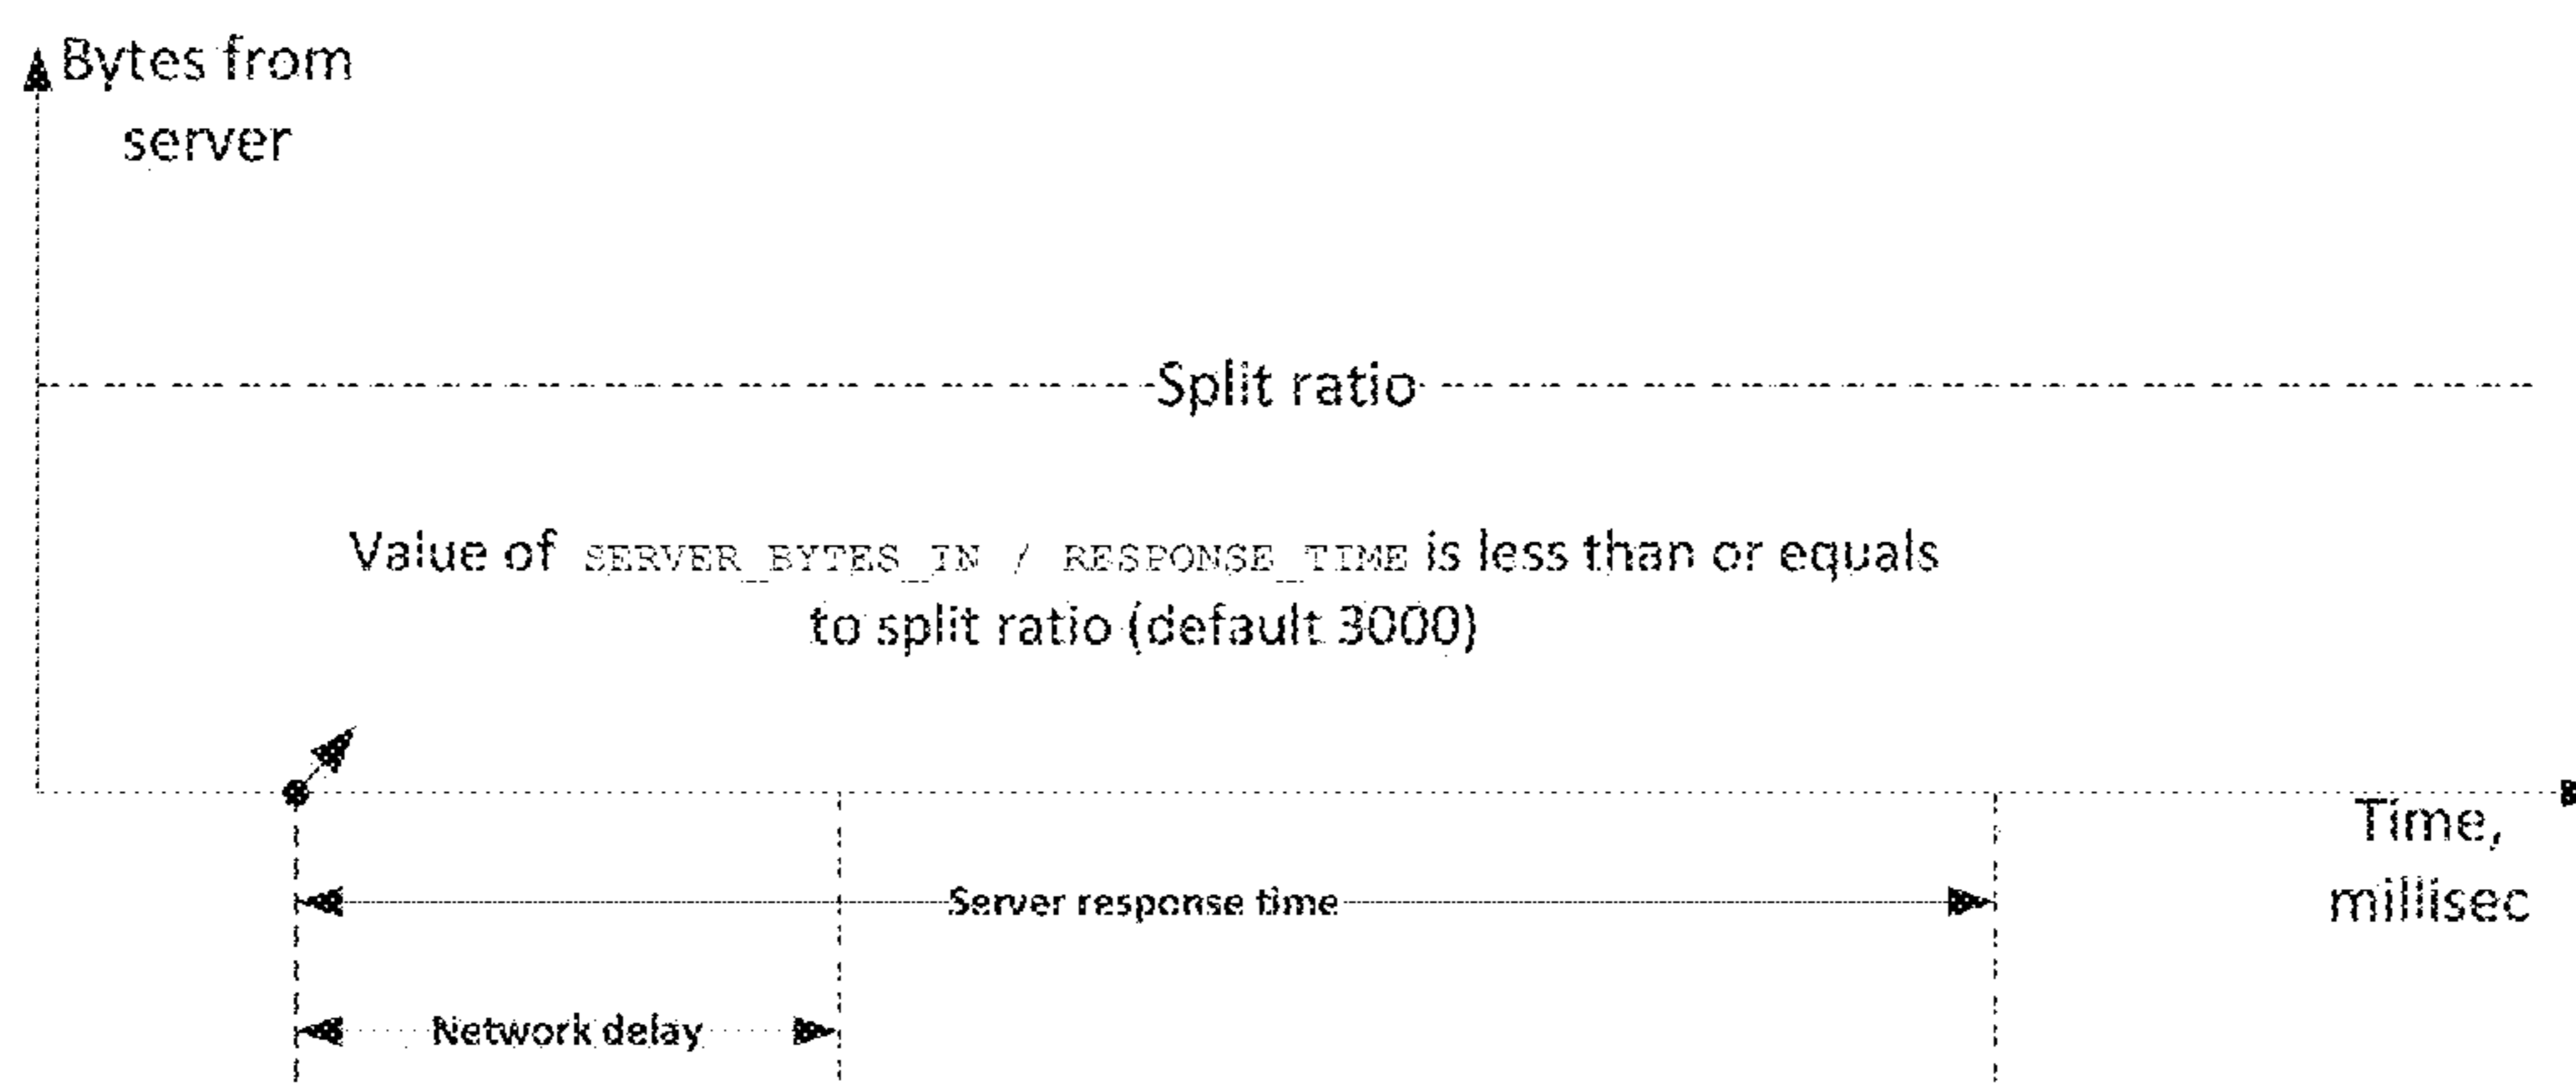 Bytes from
server
Split ratio
Value of SERVER_BYTES_IN / RESPONSE_TIME is less than or equals
to split ratio (default 3000)
Time,
millisec
Server response time
Network delay